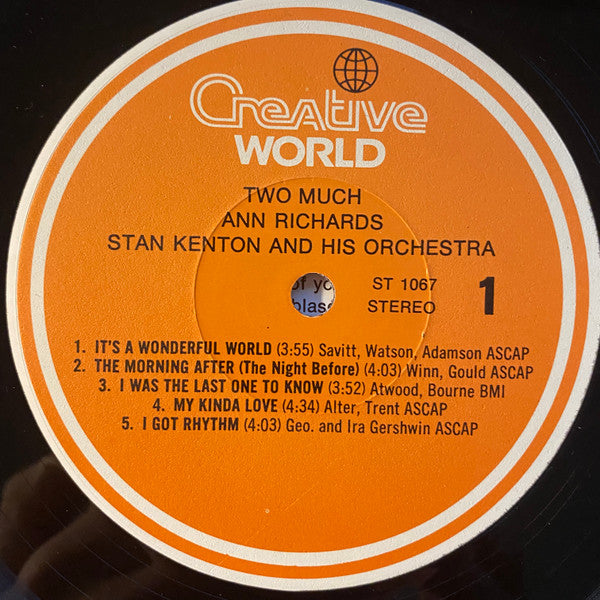 Creative
WORLD
TWO MUCH
ANN RICHARDS
STAN KENTON AND HIS ORCHESTRA
ST 1067
STEREO
1
1. IT'S A WONDERFUL WORLD (3:55) Savitt, Watson, Adamson ASCAP
2. THE MORNING AFTER (The Night Before) (4:03) Winn, Gould ASCAP
3. I WAS THE LAST ONE TO KNOW (3:52) Atwood, Bourne BMI
4. MY KINDA LOVE (4:34) Alter, Trent ASCAP
5. I GOT RHYTHM (4:03) Geo. and Ira Gershwin ASCAP